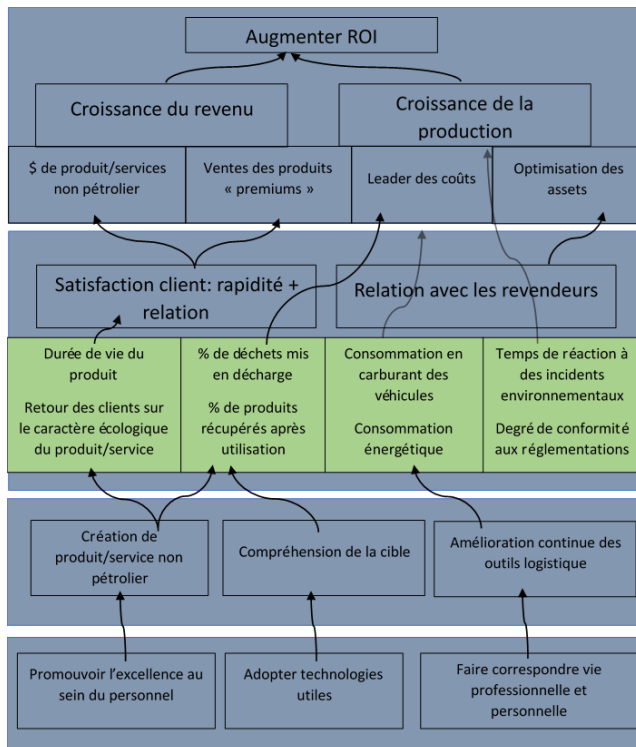 Augmenter ROI
Croissance du revenu
Croissance de la
production
$ de produit/services
non pétrolier
Ventes des produits
« premiums »
Leader des coûts
Optimisation des
assets
Satisfaction client: rapidité +
relation
Relation avec les revendeurs
Durée de vie du
produit
Retour des clients sur
le caractère écologique
du produit/service
% de déchets mis
en décharge
% de produits
récupérés après
utilisation
Consommation en
carburant des
véhicules
Consommation
énergétique
Temps de réaction à
des incidents
environnementaux
Degré de conformité
aux réglementations
Création de
produit/service non
pétrolier
Compréhension de la cible
Amélioration continue des
outils logistique
Promouvoir l’excellence au
sein du personnel
Adopter technologies
utiles
Faire correspondre vie
professionnelle et
personnelle